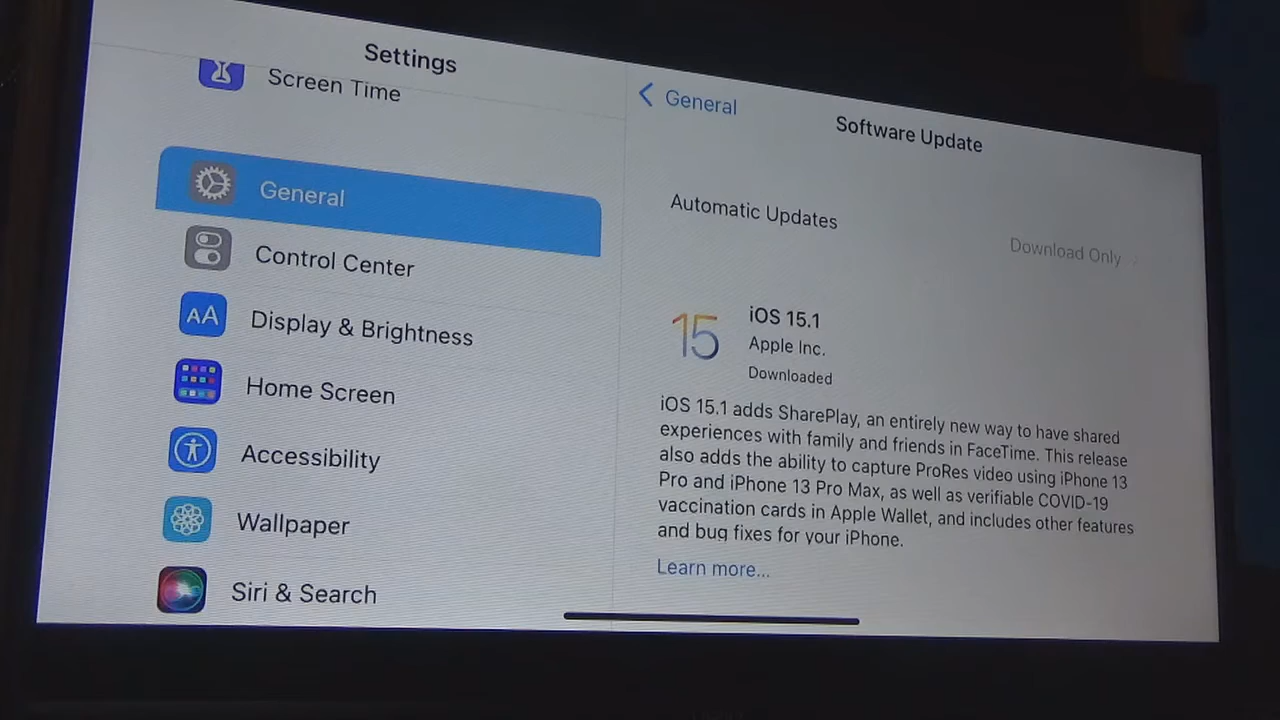 Settings
Screen Time
General
Control Center
AA
Display & Brightness
Home Screen
Accessibility
Wallpaper
Siri & Search
General
Software Update
Automatic Updates
Download Only
15
iOS 15.1
Apple Inc.
Downloaded
iOS 15.1 adds SharePlay, an entirely new way to have shared
experiences with family and friends in FaceTime. This release
also adds the ability to capture ProRes video using iPhone 13
Pro and iPhone 13 Pro Max, as well as verifiable COVID-19
vaccination cards in Apple Wallet, and includes other features
and bug fixes for your iPhone.
Learn more...